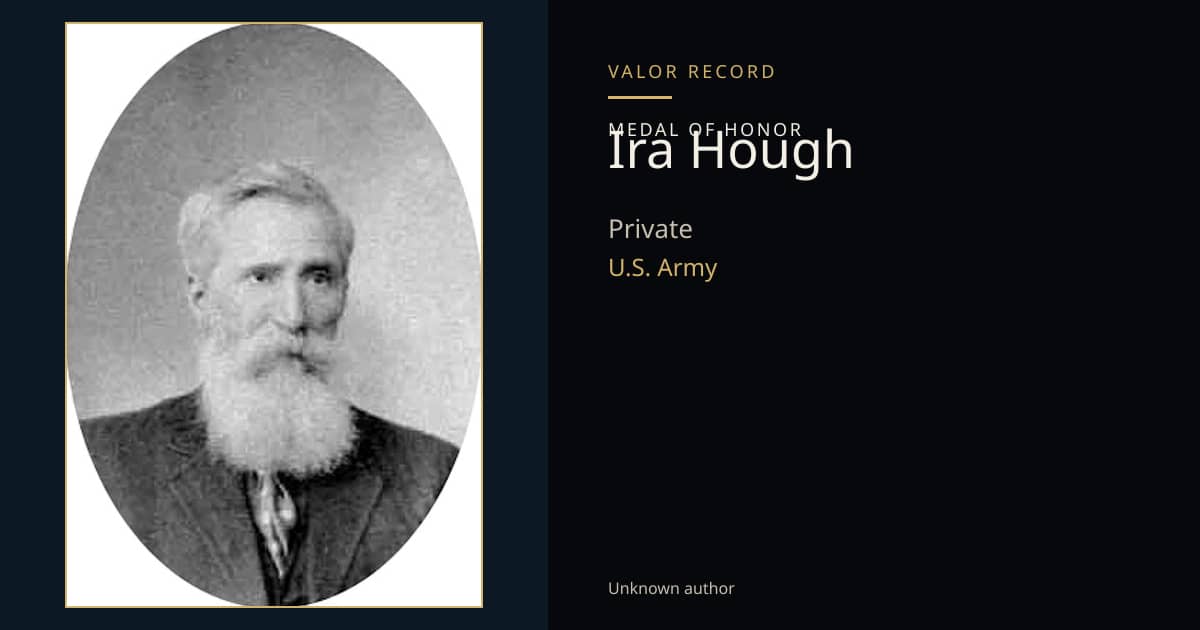 VALOR RECORD
MEDAL OF HONOR
Ira Hough
Private
U.S. Army
Unknown author